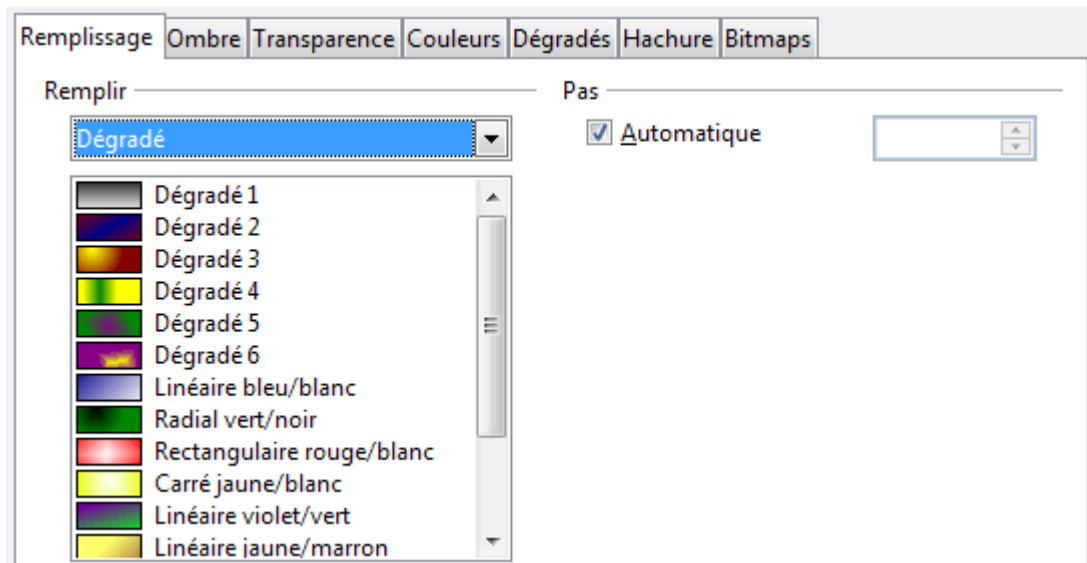 Remplissage Ombre Transparence Couleurs Dégradés Hachure Bitmaps
Remplir
Pas
Dégradé
Automatique
Dégradé 1
Dégradé 2
Dégradé 3
Dégradé 4
Dégradé 5
Dégradé 6
Linéaire bleu/blanc
Radial vert/noir
Rectangulaire rouge/blanc
Carré jaune/blanc
Linéaire violet/vert
Linéaire jaune/marron